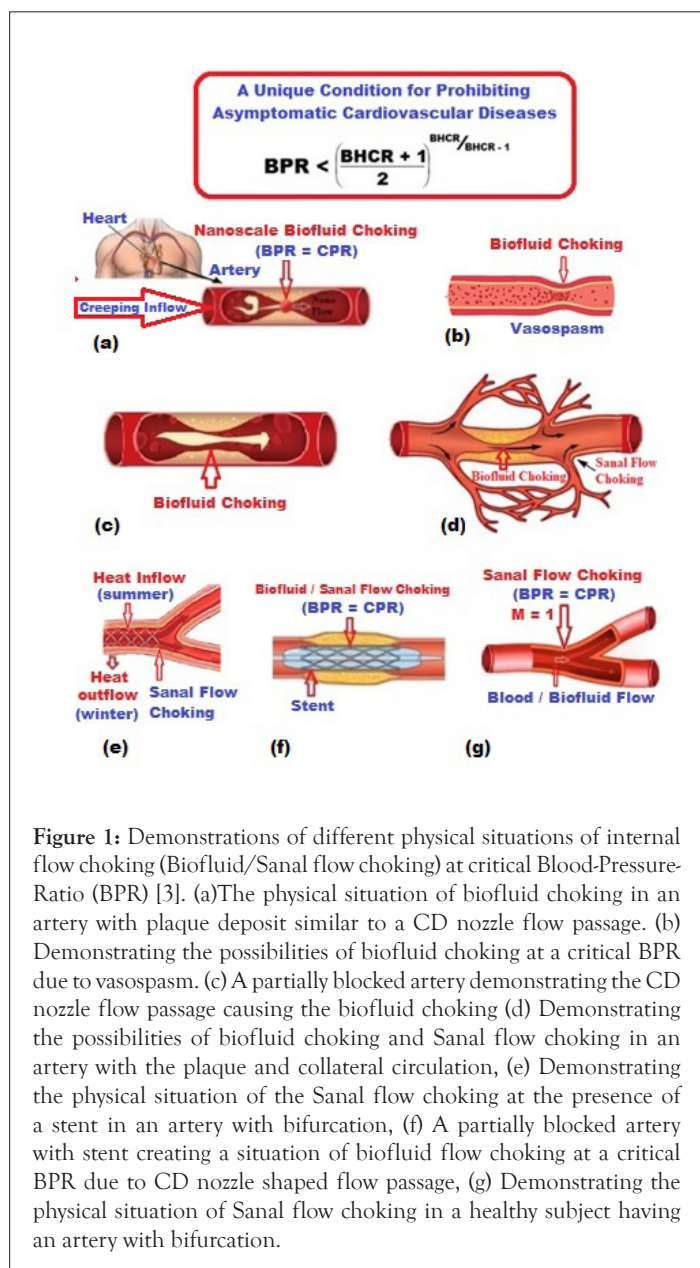 A Unique Condition for Prohibiting
Asymptomatic Cardiovascular Diseases
BPR < ((BHCR + 1)/2)^BHCR/BHCR - 1
Heart
Nanoscale Biofluid Choking
(BPR = CPR)
Artery
Creeping Inflow
Nano
Flow
(a)
Biofluid Choking
Vasospasm
(b)
Biofluid Choking
(c)
Biofluid Choking
Sanal Flow
Choking
(d)
Heat Inflow
(summer)
Heat
outflow
(winter)
Sanal Flow
Choking
(e)
Biofluid / Sanal Flow Choking
(BPR = CPR)
Stent
(f)
Sanal Flow Choking
(BPR = CPR)
M = 1
Blood / Biofluid Flow
(g)
Figure 1: Demonstrations of different physical situations of internal
flow choking (Biofluid/Sanal flow choking) at critical Blood-Pressure-
Ratio (BPR) [3]. (a)The physical situation of biofluid choking in an
artery with plaque deposit similar to a CD nozzle flow passage. (b)
Demonstrating the possibilities of biofluid choking at a critical BPR
due to vasospasm. (c) A partially blocked artery demonstrating the CD
nozzle flow passage causing the biofluid choking (d) Demonstrating
the possibilities of biofluid choking and Sanal flow choking in an
artery with the plaque and collateral circulation, (e) Demonstrating
the physical situation of the Sanal flow choking at the presence of
a stent in an artery with bifurcation, (f) A partially blocked artery
with stent creating a situation of biofluid flow choking at a critical
BPR due to CD nozzle shaped flow passage, (g) Demonstrating the
physical situation of Sanal flow choking in a healthy subject having
an artery with bifurcation.